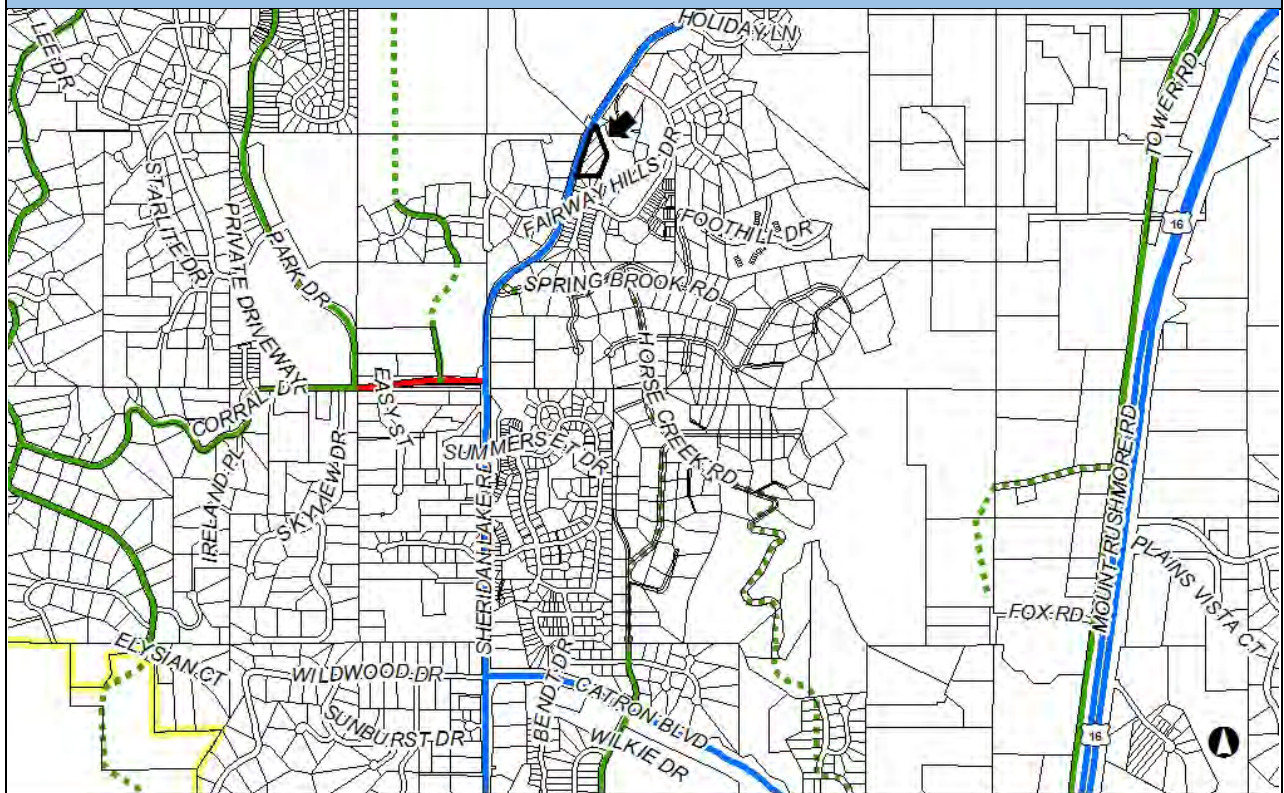 HOLIDAY LN
LEE DR
TOWER RD
16
STARLITE DR
PRIVATE DRIVEWAY
PARK DR
FAIRWAY HILLS DR
FOOTHILL DR
SPRING BROOK RD
HORSE CREEK RD
EASY ST
CORRAL DR
SUMMERSET DR
IRELAND PL
SKYVIEW DR
SHERIDAN LAKE RD
MOUNT RUSHMORE RD
PLAINS VISTA CT
FOX RD
ELYSIAN CT
WILDWOOD DR
BENDT DR
CATRON BLVD
SUNBURST DR
WILKIE DR
16